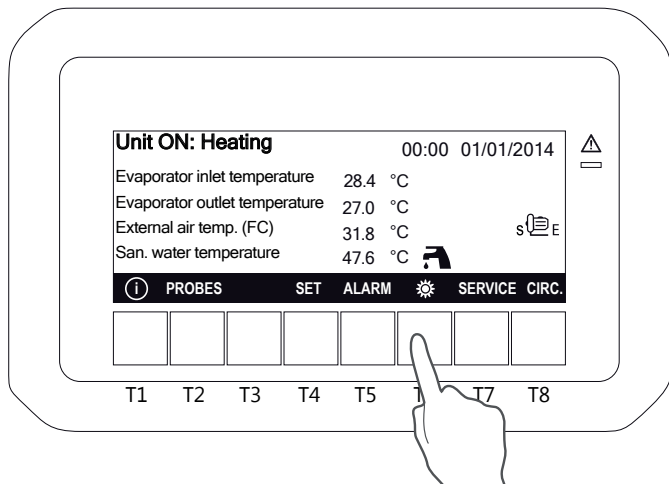 Unit ON: Heating 00:00 01/01/2014
Evaporator inlet temperature 28.4 °C
Evaporator outlet temperature 27.0 °C
External air temp. (FC) 31.8 °C
S E
San. water temperature 47.6 °C
i PROBES SET ALARM SERVICE CIRC.
T1 T2 T3 T4 T5 T7 T8